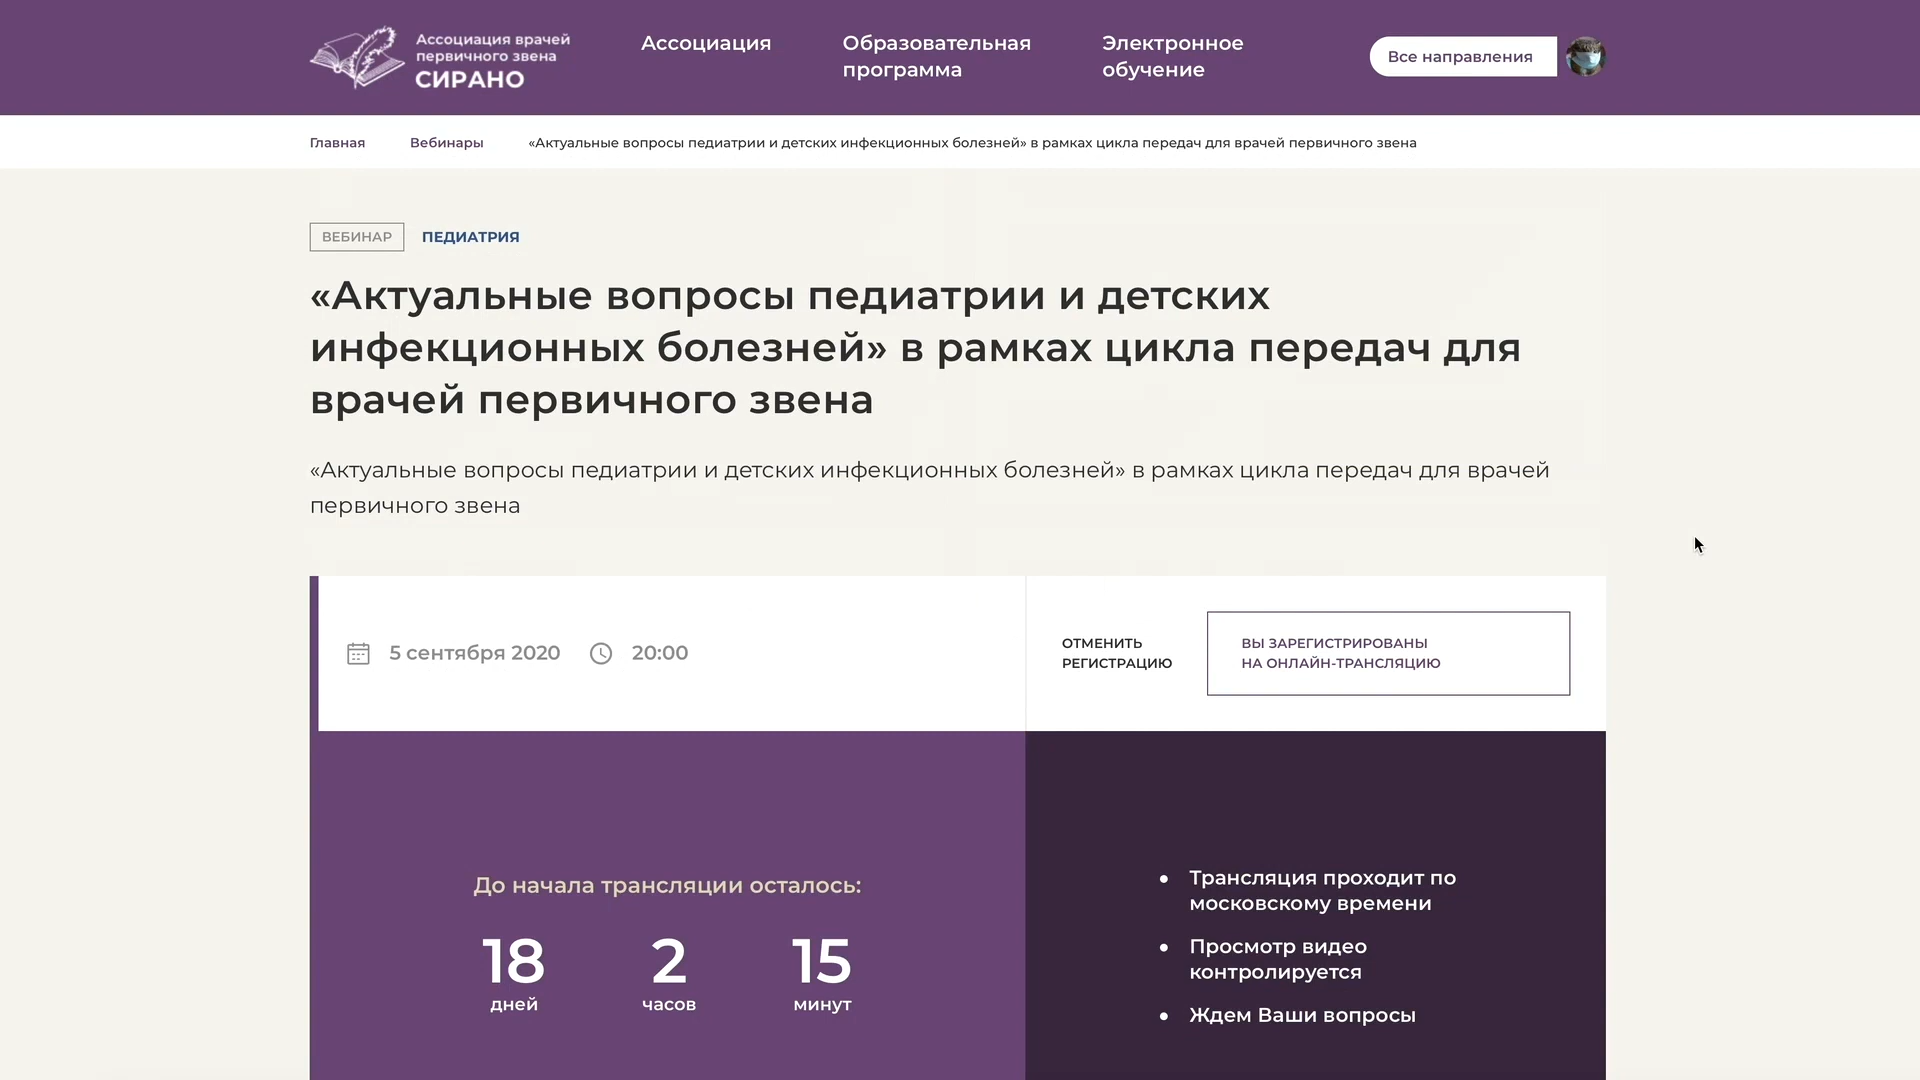 Ассоциация врачей
первичного звена
СИРАНО
Ассоциация
Образовательная
программа
Электронное
обучение
Все направления
Главная
Вебинары
«Актуальные вопросы педиатрии и детских инфекционных болезней» в рамках цикла передач для врачей первичного звена
ВЕБИНАР
ПЕДИАТРИЯ
«Актуальные вопросы педиатрии и детских
инфекционных болезней» в рамках цикла передач для
врачей первичного звена
«Актуальные вопросы педиатрии и детских инфекционных болезней» в рамках цикла передач для врачей
первичного звена
5 сентября 2020
20:00
ОТМЕНИТЬ
РЕГИСТРАЦИЮ
ВЫ ЗАРЕГИСТРИРОВАНЫ
НА ОНЛАЙН-ТРАНСЛЯЦИЮ
До начала трансляции осталось:
18 2 15
дней часов минут
Трансляция проходит по
московскому времени
Просмотр видео
контролируется
Ждем Ваши вопросы